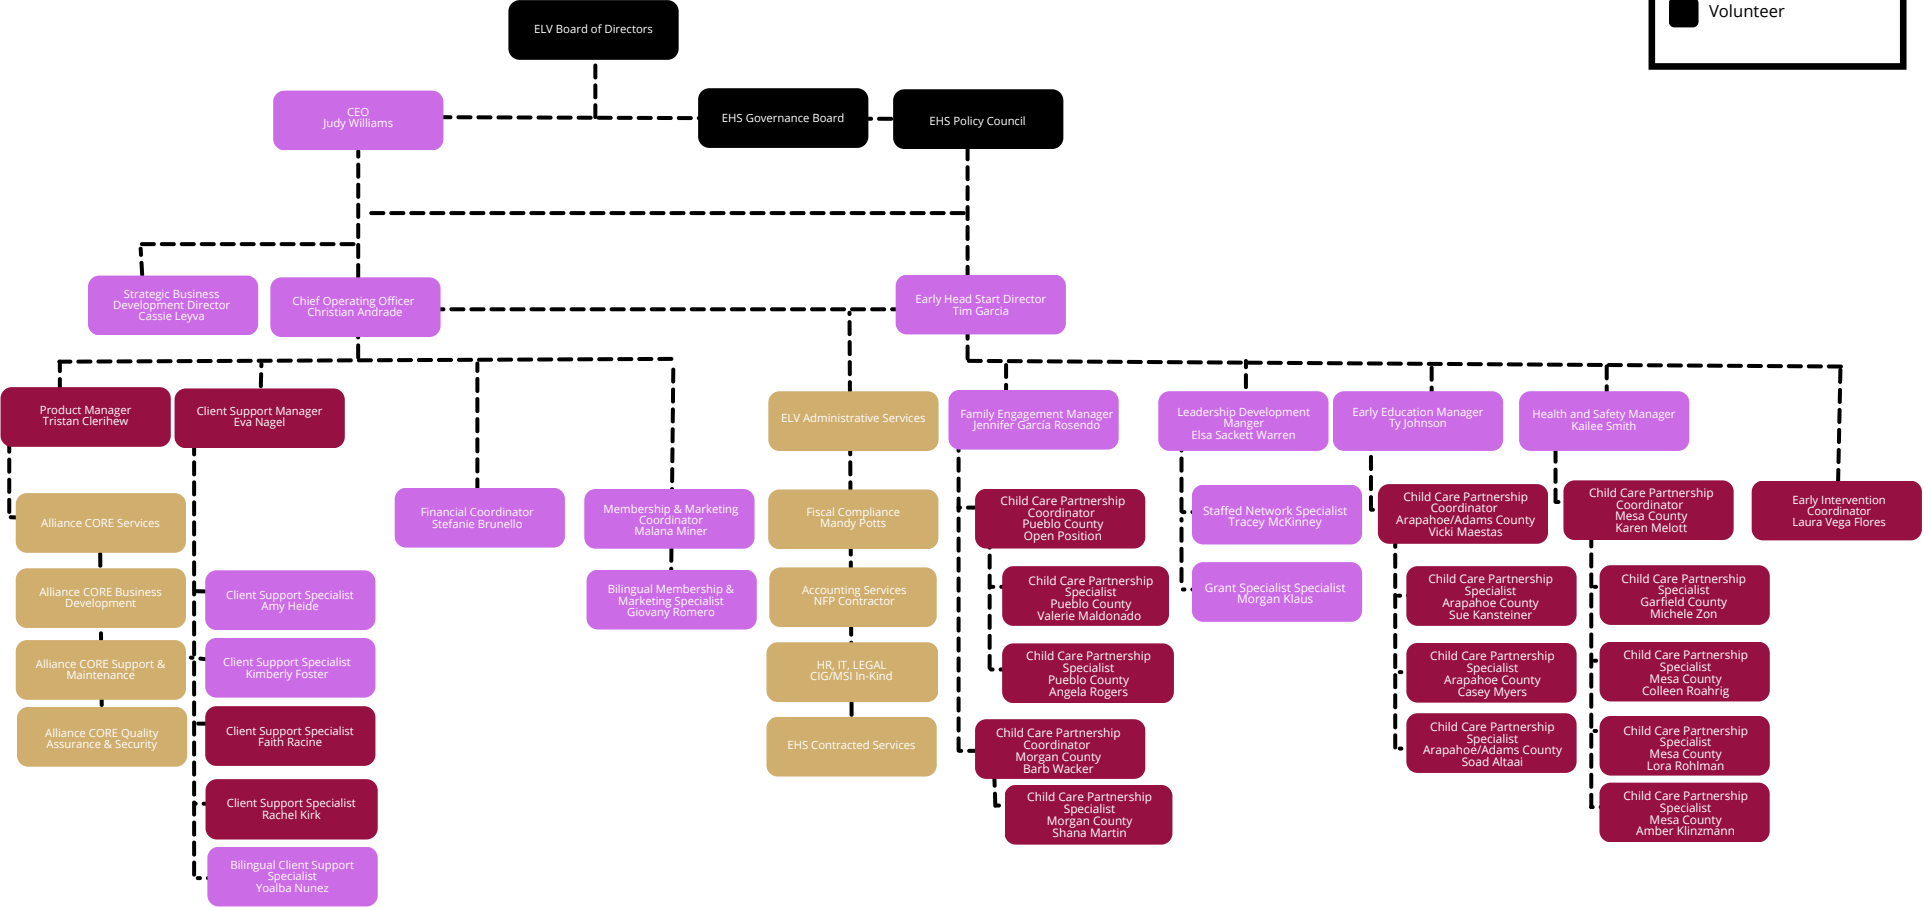 Volunteer
ELV Board of Directors
CEO
Judy Williams
EHS Governance Board
EHS Policy Council
Strategic Business
Development Director
Cassie Leyva
Chief Operating Officer
Christian Andrade
Early Head Start Director
Tim Garcia
Product Manager
Tristan Clerihew
Client Support Manager
Eva Nagel
ELV Administrative Services
Family Engagement Manager
Jennifer García Rosendo
Leadership Development
Manger
Elsa Sackett Warren
Early Education Manager
Ty Johnson
Health and Safety Manager
Kailee Smith
Alliance CORE Services
Alliance CORE Business
Development
Alliance CORE Support &
Maintenance
Alliance CORE Quality
Assurance & Security
Client Support Specialist
Amy Heide
Client Support Specialist
Kimberly Foster
Client Support Specialist
Faith Racine
Client Support Specialist
Rachel Kirk
Bilingual Client Support
Specialist
Yoalba Nunez
Financial Coordinator
Stefanie Brunello
Membership & Marketing
Coordinator
Malana Miner
Bilingual Membership &
Marketing Specialist
Giovany Romero
Fiscal Compliance
Mandy Potts
Accounting Services
NFP Contractor
HR, IT, LEGAL
CIG/MSI In-Kind
EHS Contracted Services
Child Care Partnership
Coordinator
Pueblo County
Open Position
Child Care Partnership
Specialist
Pueblo County
Valerie Maldonado
Child Care Partnership
Specialist
Pueblo County
Angela Rogers
Child Care Partnership
Coordinator
Morgan County
Barb Wacker
Child Care Partnership
Specialist
Morgan County
Shana Martin
Staffed Network Specialist
Tracey McKinney
Grant Specialist Specialist
Morgan Klaus
Child Care Partnership
Coordinator
Arapahoe/Adams County
Vicki Maestas
Child Care Partnership
Specialist
Arapahoe County
Sue Kansteiner
Child Care Partnership
Specialist
Arapahoe County
Casey Myers
Child Care Partnership
Specialist
Arapahoe/Adams County
Soad Altaai
Child Care Partnership
Coordinator
Mesa County
Karen Melott
Child Care Partnership
Specialist
Garfield County
Michele Zon
Child Care Partnership
Specialist
Mesa County
Colleen Roahrig
Child Care Partnership
Specialist
Mesa County
Lora Rohlman
Child Care Partnership
Specialist
Mesa County
Amber Klinzmann
Early Intervention
Coordinator
Laura Vega Flores